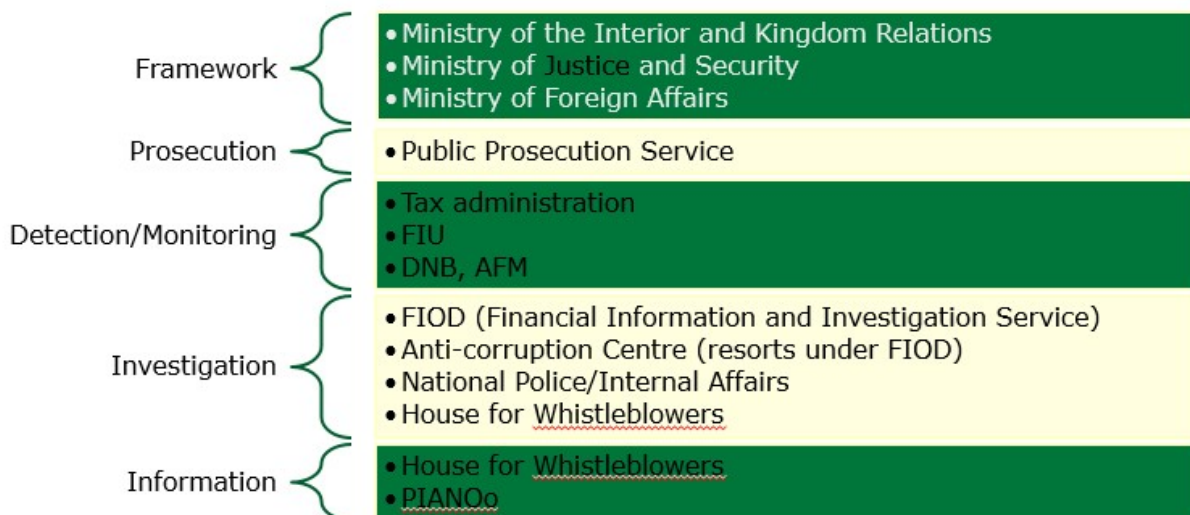 Framework
• Ministry of the Interior and Kingdom Relations
• Ministry of Justice and Security
• Ministry of Foreign Affairs
Prosecution
• Public Prosecution Service
Detection/Monitoring
• Tax administration
• FIU
• DNB, AFM
Investigation
• FIOD (Financial Information and Investigation Service)
• Anti-corruption Centre (resorts under FIOD)
• National Police/Internal Affairs
• House for Whistleblowers
Information
• House for Whistleblowers
• PIANOo